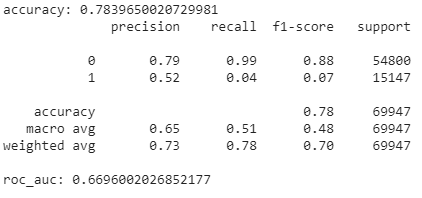 accuracy: 0.7839650020729981
precision recall f1-score support
0 0.79 0.99 0.88 54800
1 0.52 0.04 0.07 15147
accuracy 0.78 69947
macro avg 0.65 0.51 0.48 69947
weighted avg 0.73 0.78 0.70 69947
roc_auc: 0.6696002026852177